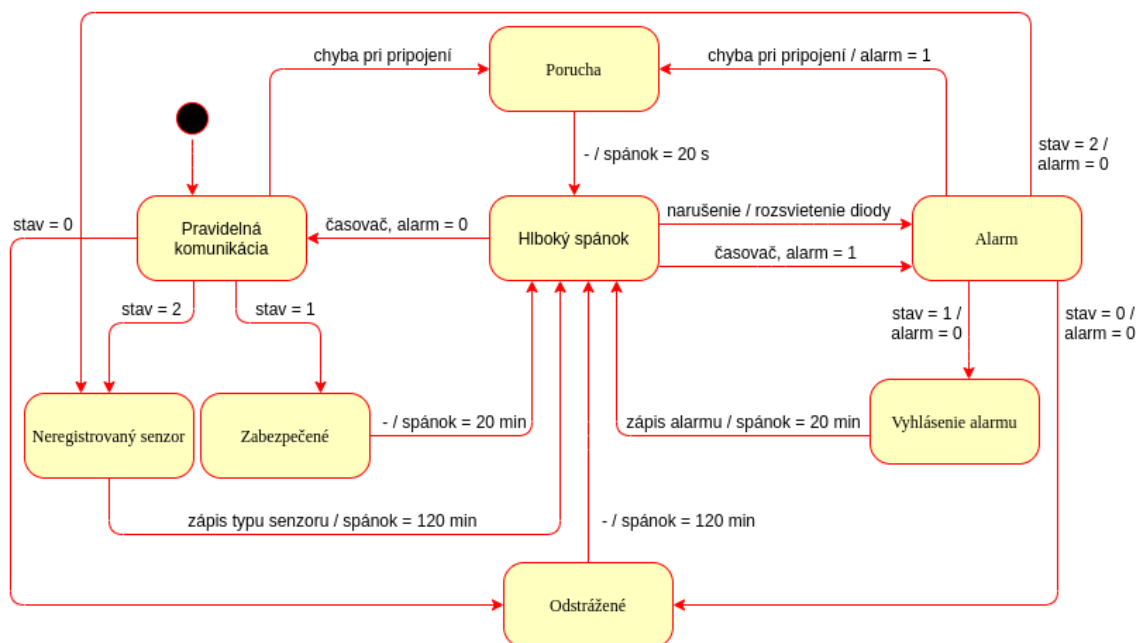 chyba pri pripojení
Porucha
chyba pri pripojení / alarm = 1
- / spánok = 20 s
stav = 2 /
alarm = 0
stav = 0
Pravidelná
komunikácia
časovač, alarm = 0
Hlboký spánok
narušenie / rozsvietenie diody
časovač, alarm = 1
Alarm
stav = 2
stav = 1
stav = 1 /
alarm = 0
stav = 0 /
alarm = 0
Neregistrovaný senzor
Zabezpečené
- / spánok = 20 min
zápis alarmu / spánok = 20 min
Vyhlásenie alarmu
zápis typu senzoru / spánok = 120 min
- / spánok = 120 min
Odstrážené